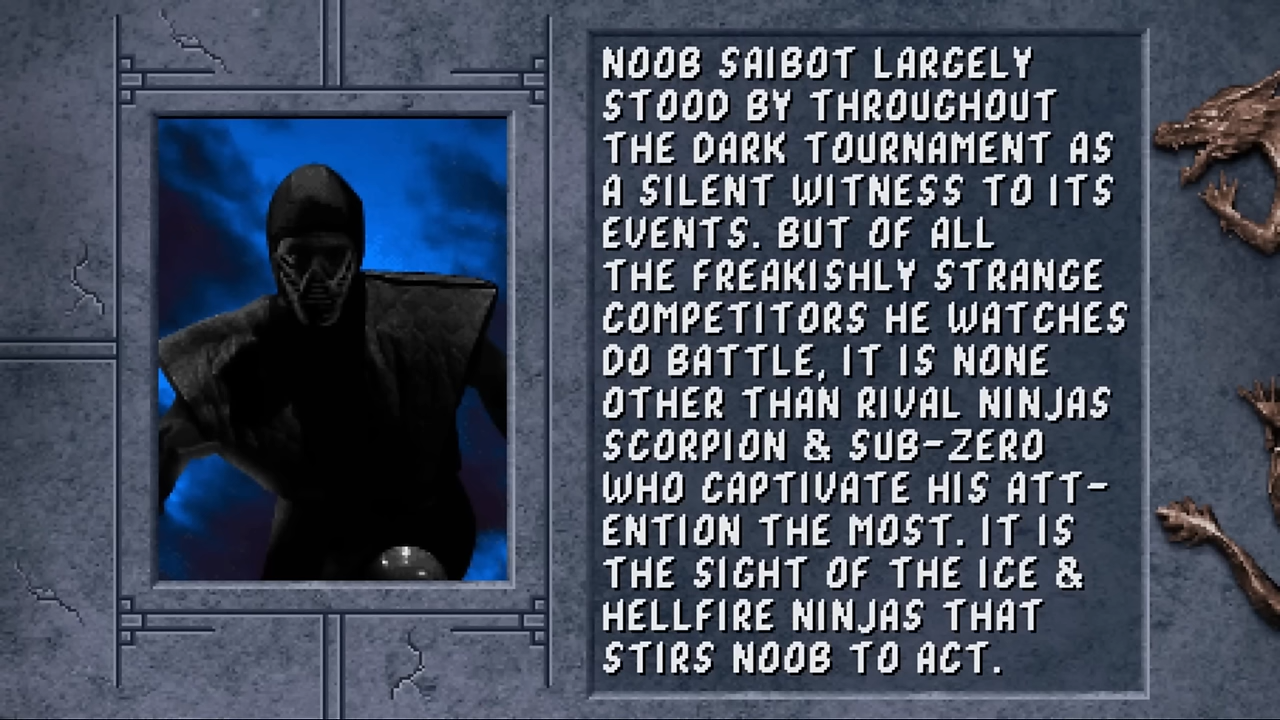 NOOB SAIBOT LARGELY
STOOD BY THROUGHOUT
THE DARK TOURNAMENT AS
A SILENT WITNESS TO ITS
EVENTS. BUT OF ALL
THE FREAKISHLY STRANGE
COMPETITORS HE WATCHES
DO BATTLE, IT IS NONE
OTHER THAN RIVAL NINJAS
SCORPION & SUB-ZERO
WHO CAPTIVATE HIS ATT-
ENTION THE MOST. IT IS
THE SIGHT OF THE ICE &
HELLFIRE NINJAS THAT
STIRS NOOB TO ACT.